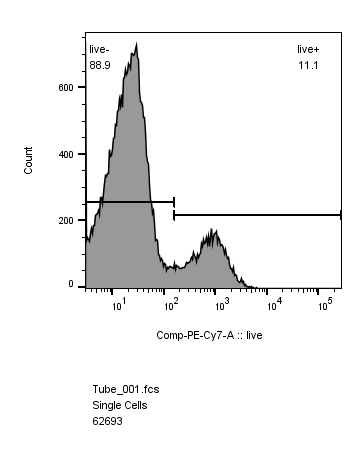 live-
88.9
live+
11.1
600
400
200
0
Count
10^1
10^2
10^3
10^4
10^5
Comp-PE-Cy7-A :: live
Tube_001.fcs
Single Cells
62693